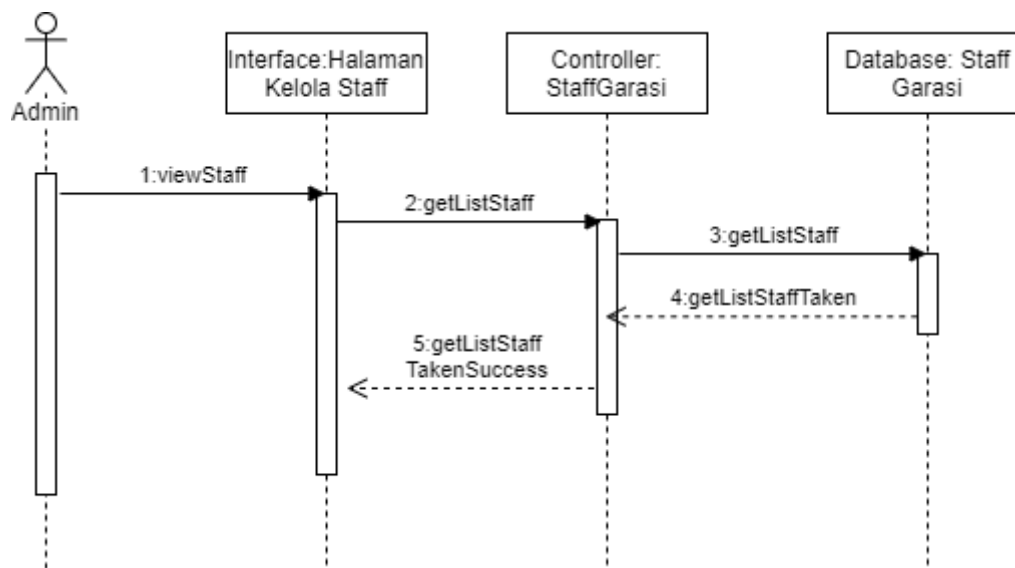 Interface:Halaman
Kelola Staff
Controller:
StaffGarasi
Database: Staff
Garasi
Admin
1:viewStaff
2:getListStaff
3:getListStaff
4:getListStaffTaken
5:getListStaff
TakenSuccess